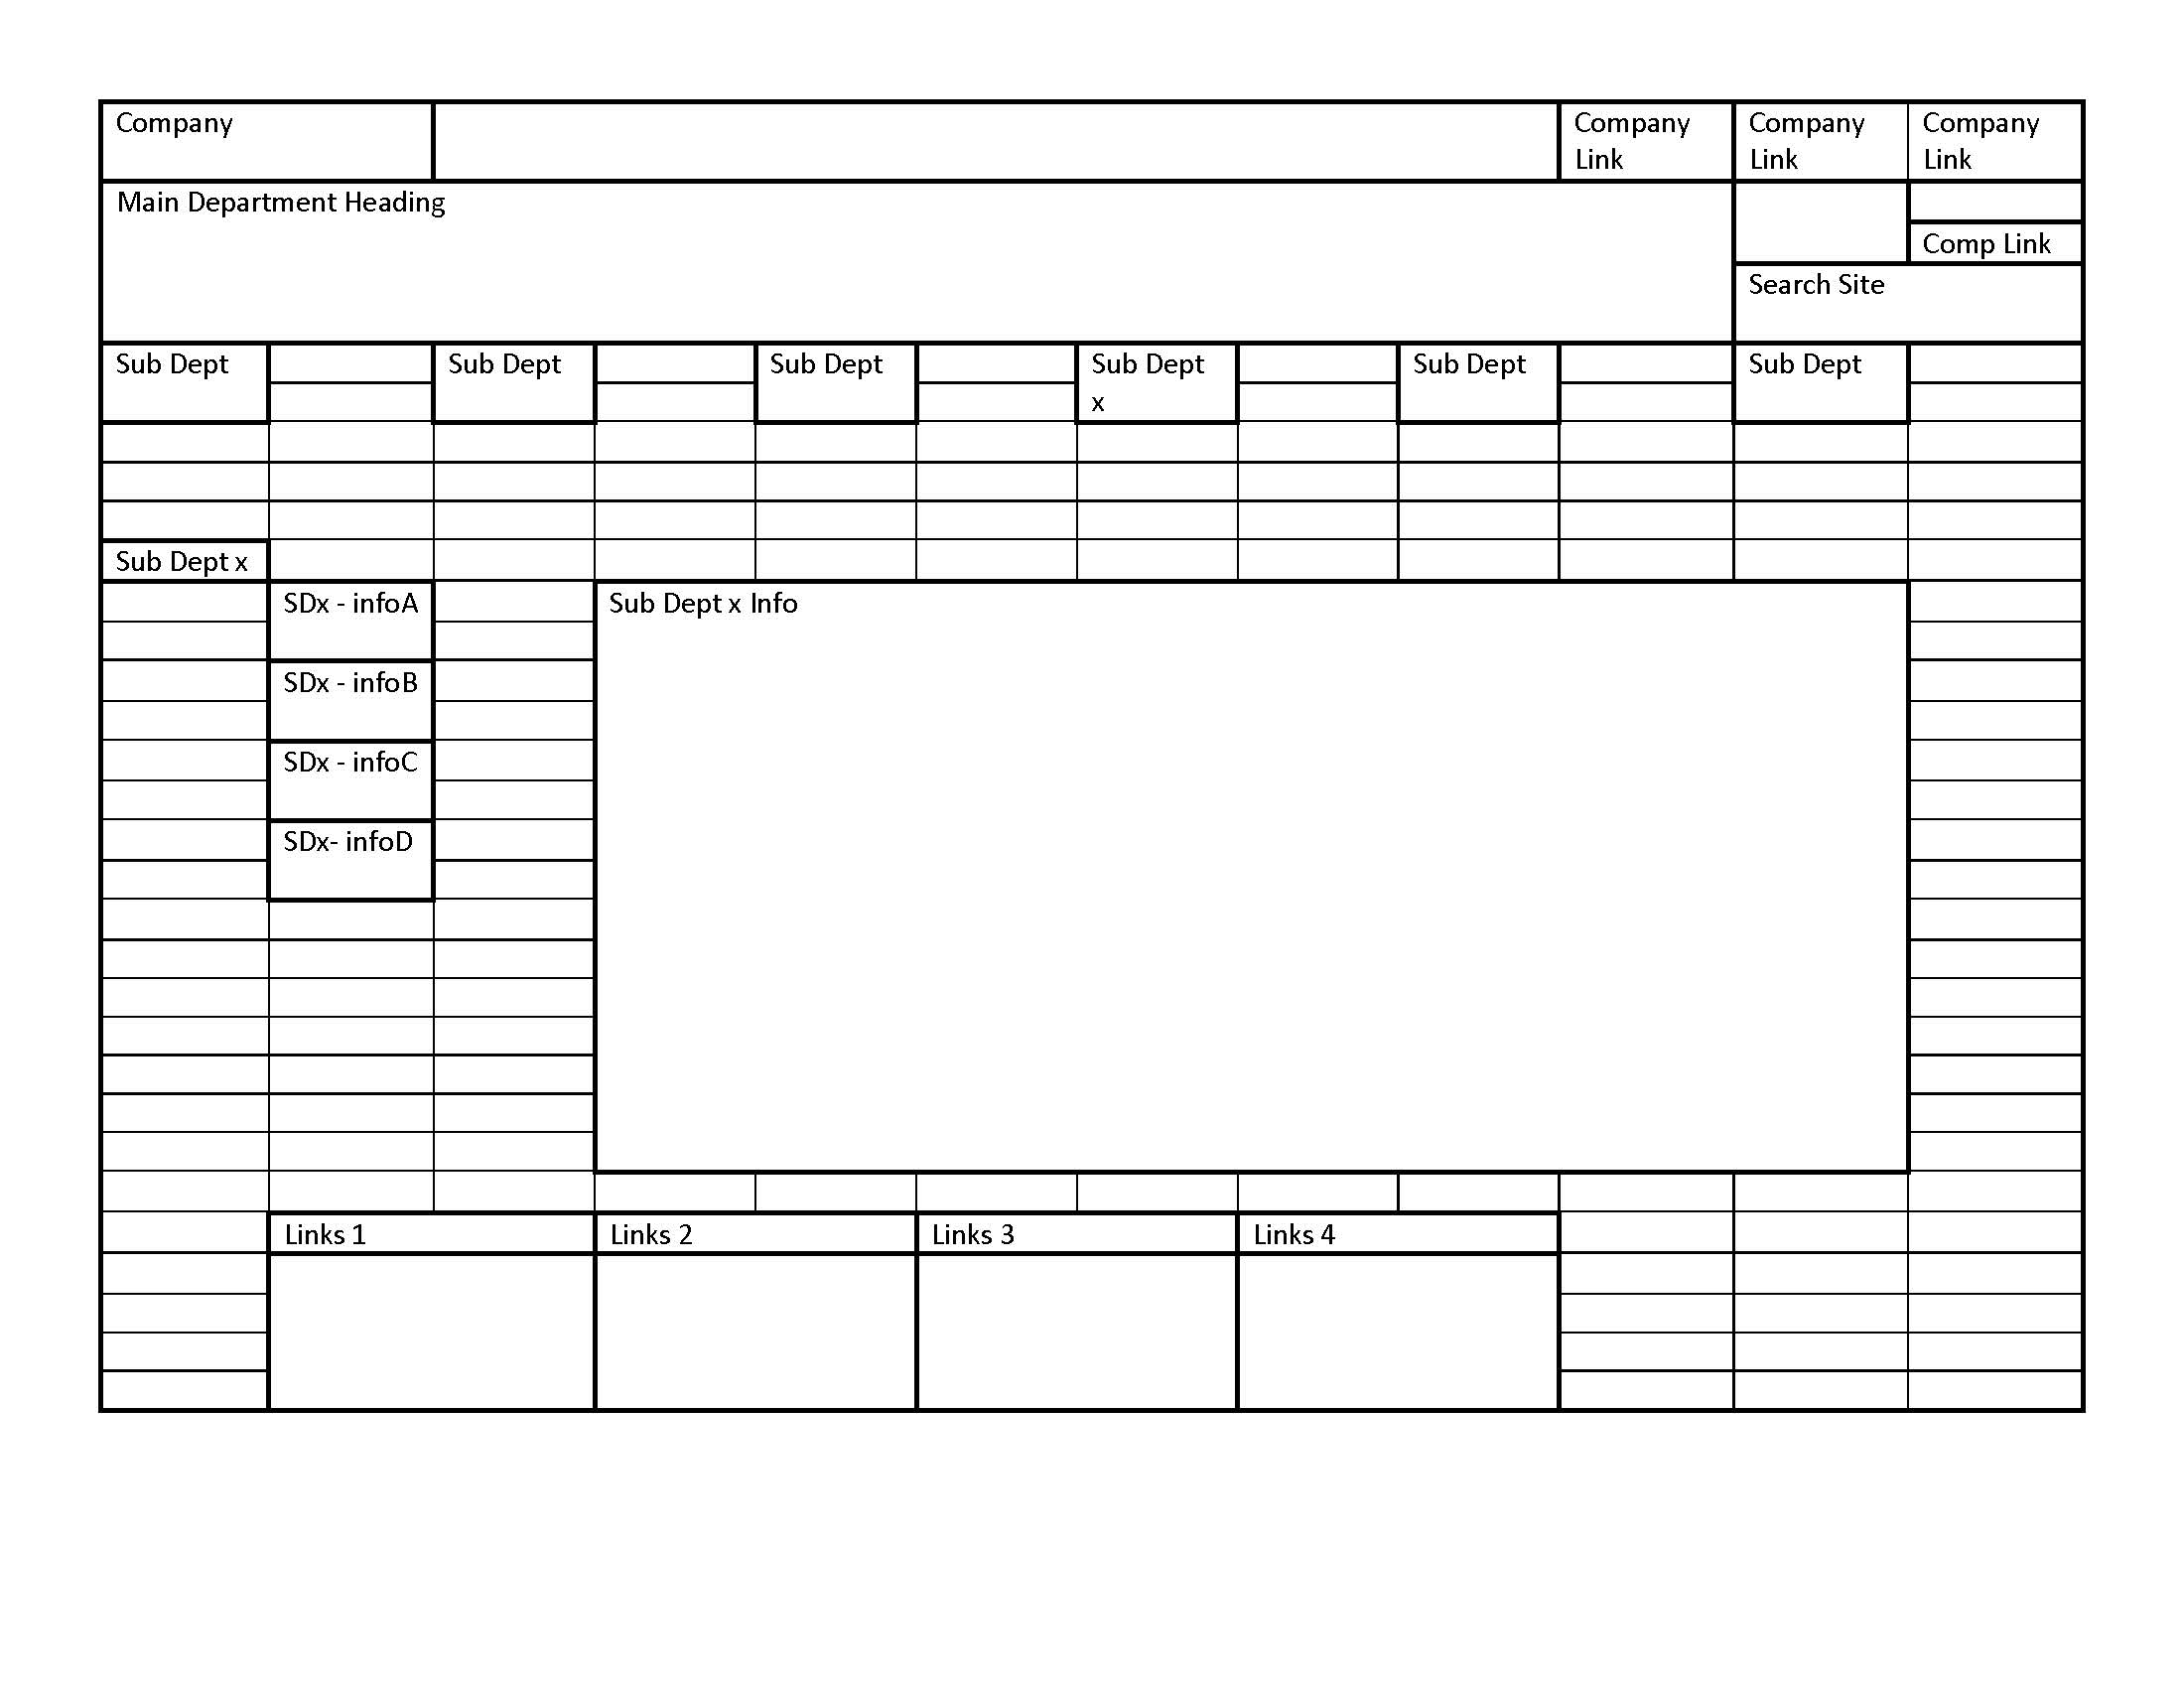 Company
Company
Link
Company
Link
Company
Link
Main Department Heading
Comp Link
Search Site
Sub Dept
Sub Dept
Sub Dept
Sub Dept
x
Sub Dept
Sub Dept
Sub Dept x
SDx - infoA
Sub Dept x Info
SDx - infoB
SDx - infoC
SDx- infoD
Links 1
Links 2
Links 3
Links 4